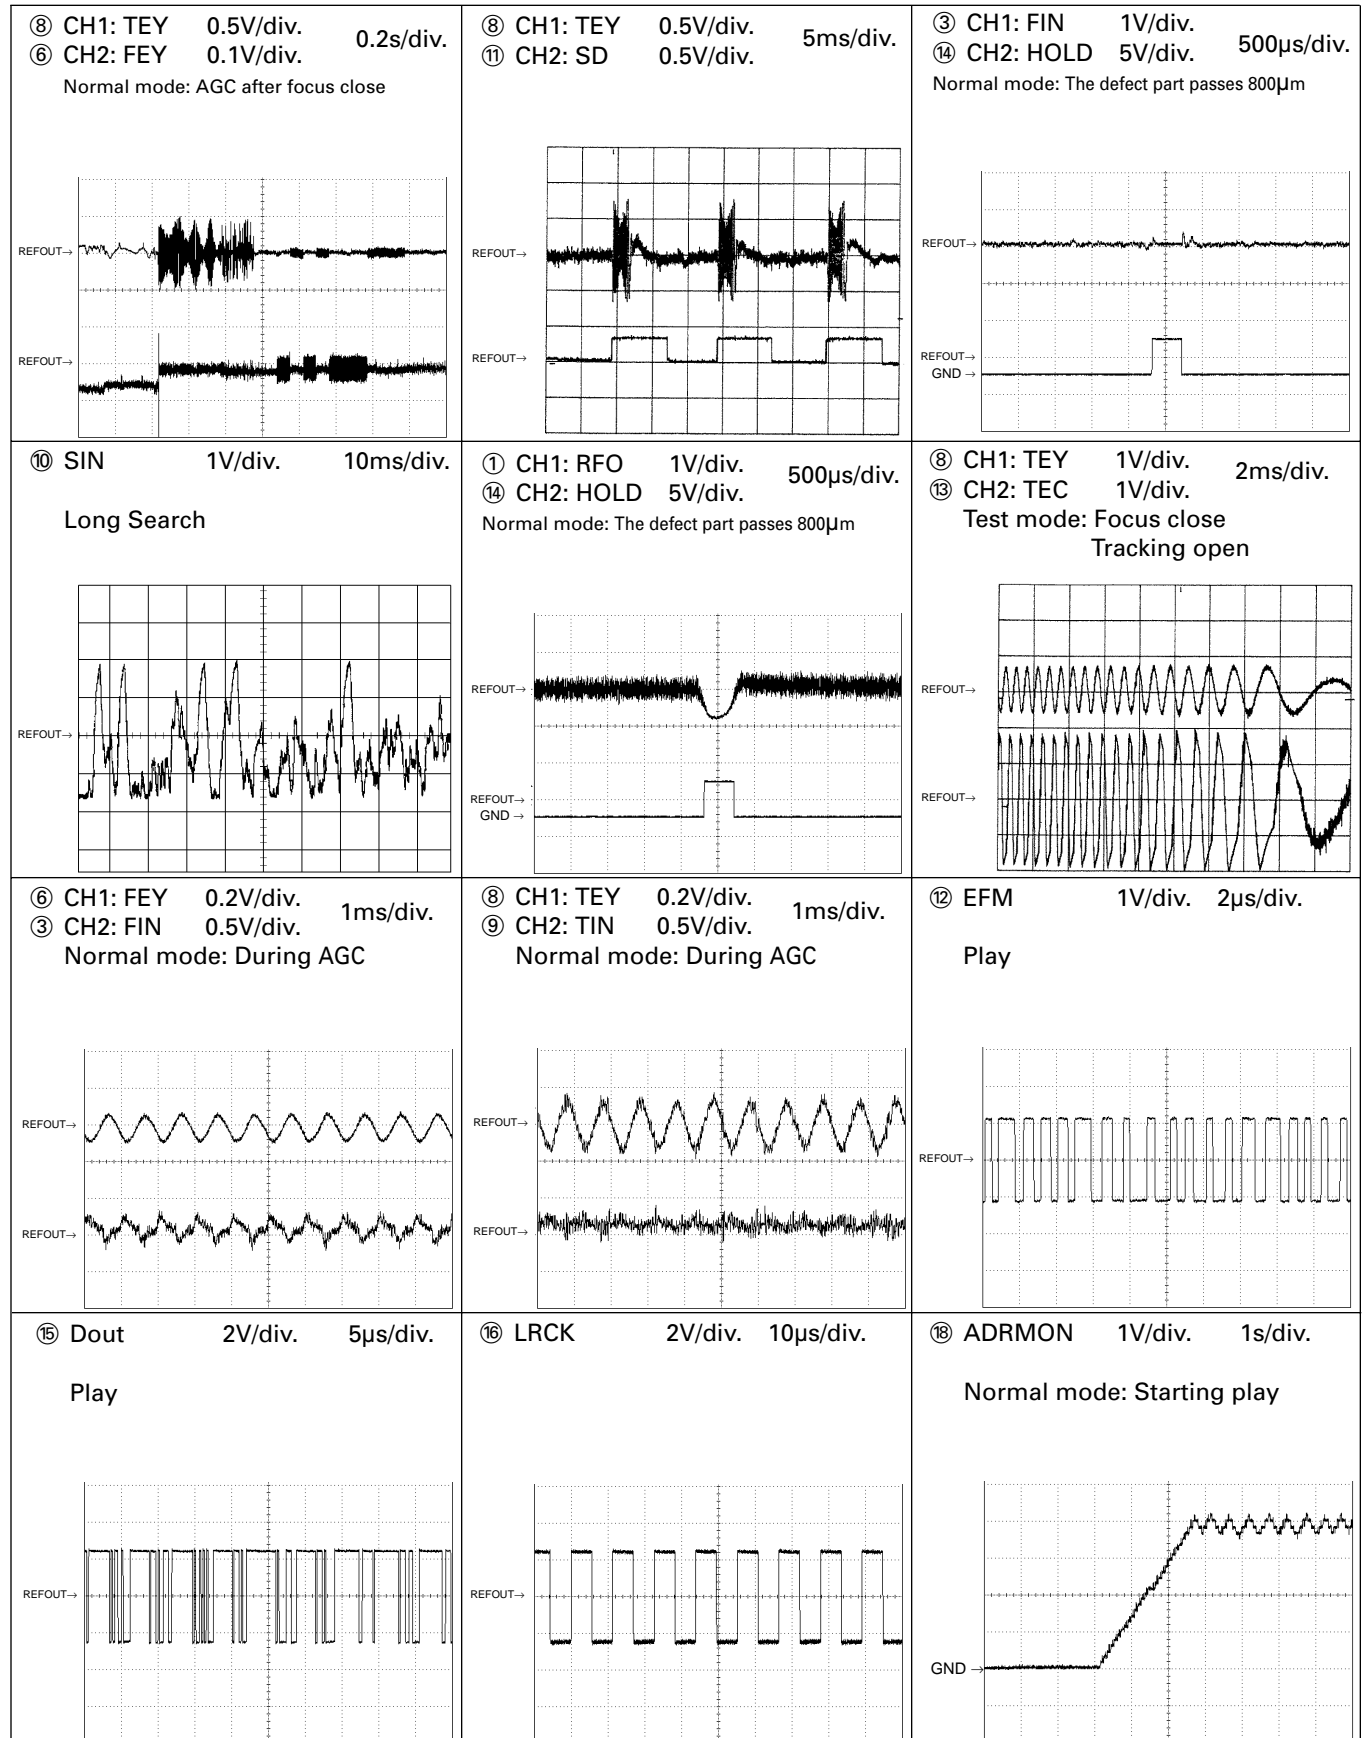 ⑧ CH1: TEY 0.5V/div. 0.2s/div.
⑥ CH2: FEY 0.1V/div.
Normal mode: AGC after focus close
REFOUT→
REFOUT→
⑧ CH1: TEY 0.5V/div. 5ms/div.
⑪ CH2: SD 0.5V/div.
REFOUT→
REFOUT→
③ CH1: FIN 1V/div. 500µs/div.
⑭ CH2: HOLD 5V/div.
Normal mode: The defect part passes 800µm
REFOUT→
REFOUT→
GND →
⑩ SIN 1V/div. 10ms/div.
Long Search
REFOUT→
① CH1: RFO 1V/div. 500µs/div.
⑭ CH2: HOLD 5V/div.
Normal mode: The defect part passes 800µm
REFOUT→
REFOUT→
GND →
⑧ CH1: TEY 1V/div. 2ms/div.
⑬ CH2: TEC 1V/div.
Test mode: Focus close
Tracking open
REFOUT→
REFOUT→
⑥ CH1: FEY 0.2V/div. 1ms/div.
③ CH2: FIN 0.5V/div.
Normal mode: During AGC
REFOUT→
REFOUT→
⑧ CH1: TEY 0.2V/div. 1ms/div.
⑨ CH2: TIN 0.5V/div.
Normal mode: During AGC
REFOUT→
REFOUT→
⑫ EFM 1V/div. 2µs/div.
Play
REFOUT→
⑮ Dout 2V/div. 5µs/div.
Play
REFOUT→
⑯ LRCK 2V/div. 10µs/div.
REFOUT→
⑱ ADRMON 1V/div. 1s/div.
Normal mode: Starting play
GND →